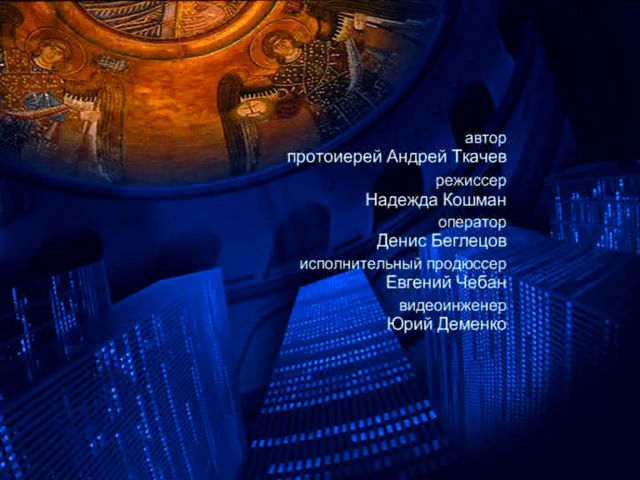 автор
протоиерей Андрей Ткачев
режиссер
Надежда Кошман
оператор
Денис Беглецов
исполнительный продюссер
Евгений Чебан
видеоинженер
Юрий Деменко